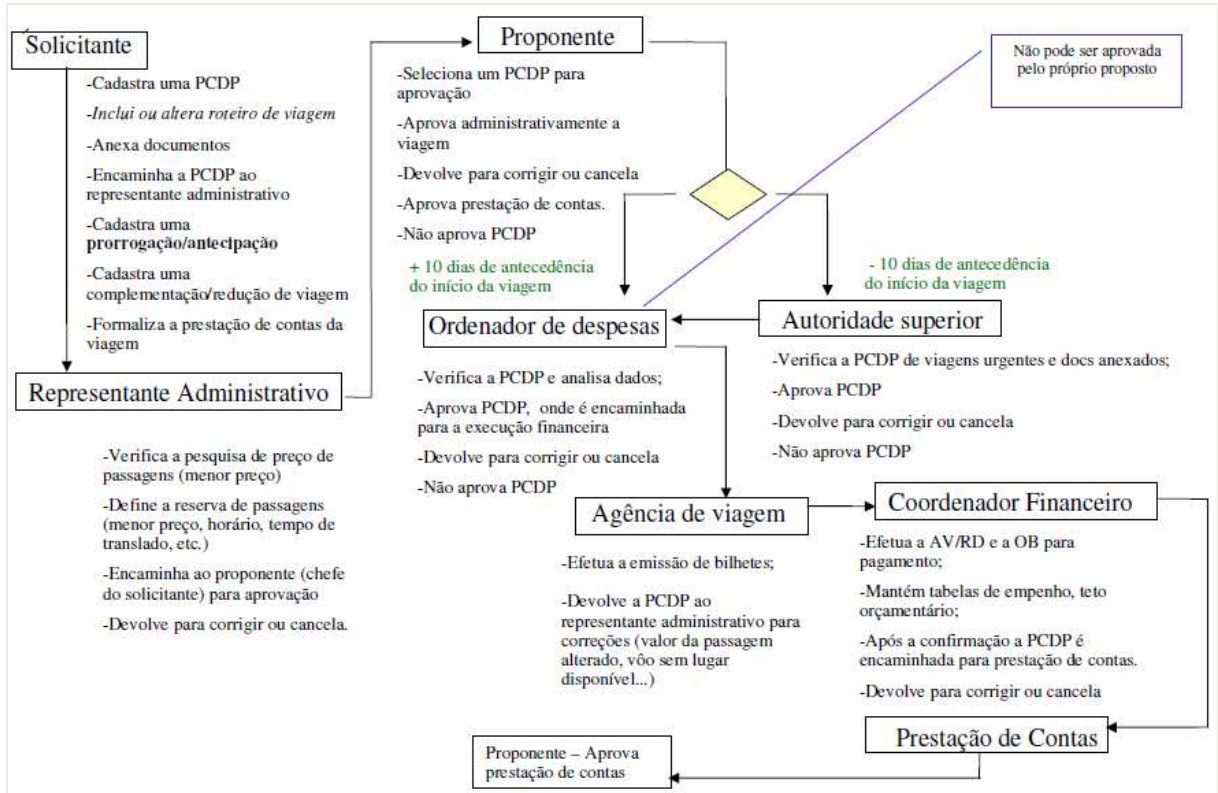 Solicitante
-Cadastra uma PCDP
-Inclui ou altera roteiro de viagem
-Anexa documentos
-Encaminha a PCDP ao
representante administrativo
-Cadastra uma
prorrogação/antecipação
-Cadastra uma
complementação/redução de viagem
-Formaliza a prestação de contas da
viagem
Representante Administrativo
-Verifica a pesquisa de preço de
passagens (menor preço)
-Define a reserva de passagens
(menor preço, horário, tempo de
translado, etc.)
-Encaminha ao proponente (chefe
do solicitante) para aprovação
-Devolve para corrigir ou cancela.
Proponente
-Seleciona um PCDP para
aprovação
-Aprova administrativamente a
viagem
-Devolve para corrigir ou cancela
-Aprova prestação de contas.
-Não aprova PCDP
+ 10 dias de antecedência
do início da viagem
- 10 dias de antecedência
do início da viagem
Não pode ser aprovada
pelo próprio proposto
Ordenador de despesas
-Verifica a PCDP e analisa dados;
-Aprova PCDP, onde é encaminhada
para a execução financeira
-Devolve para corrigir ou cancela
-Não aprova PCDP
Autoridade superior
-Verifica a PCDP de viagens urgentes e docs anexados;
-Aprova PCDP
-Devolve para corrigir ou cancela
-Não aprova PCDP
Agência de viagem
-Efetua a emissão de bilhetes;
-Devolve a PCDP ao
representante administrativo para
correções (valor da passagem
alterado, vôo sem lugar
disponível...)
Coordenador Financeiro
-Efetua a AV/RD e a OB para
pagamento;
-Mantém tabelas de empenho, teto
orçamentário;
-Após a confirmação a PCDP é
encaminhada para prestação de contas.
-Devolve para corrigir ou cancela
Prestação de Contas
Proponente – Aprova
prestação de contas